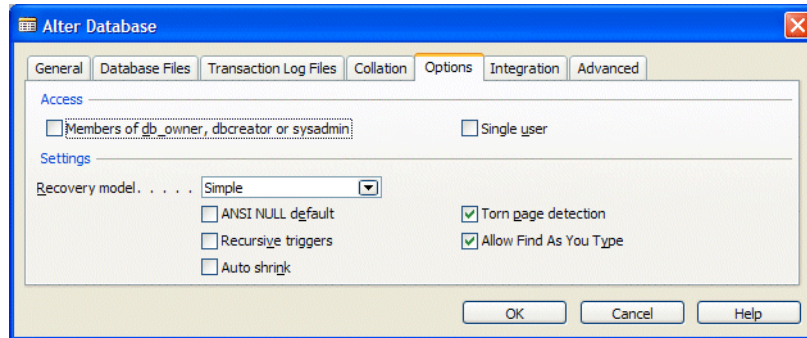 Alter Database
General Database Files Transaction Log Files Collation Options Integration Advanced
Access
Members of db_owner, dbcreator or sysadmin Single user
Settings
Recovery model. . . . . Simple
ANSI NULL default Torn page detection
Recursive triggers Allow Find As You Type
Auto shrink
OK Cancel Help